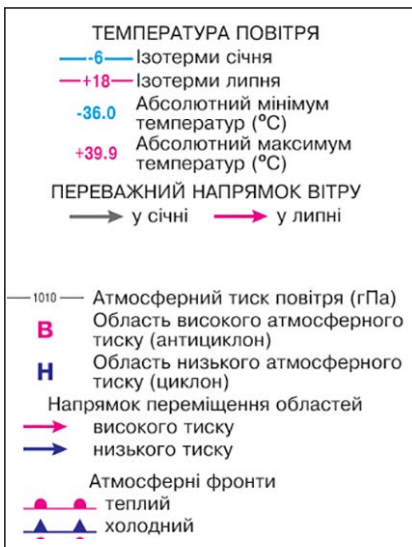 ТЕМПЕРАТУРА ПОВІТРЯ
-6 Ізотерми січня
+18 Ізотерми липня
-36.0 Абсолютний мінімум
температур (°С)
+39.9 Абсолютний максимум
температур (°С)
ПЕРЕВАЖНИЙ НАПРЯМОК ВІТРУ
у січні у липні
1010 Атмосферний тиск повітря (гПа)
В Область високого атмосферного
тиску (антициклон)
Н Область низького атмосферного
тиску (циклон)
Напрямок переміщення областей
високого тиску
низького тиску
Атмосферні фронти
теплий
холодний